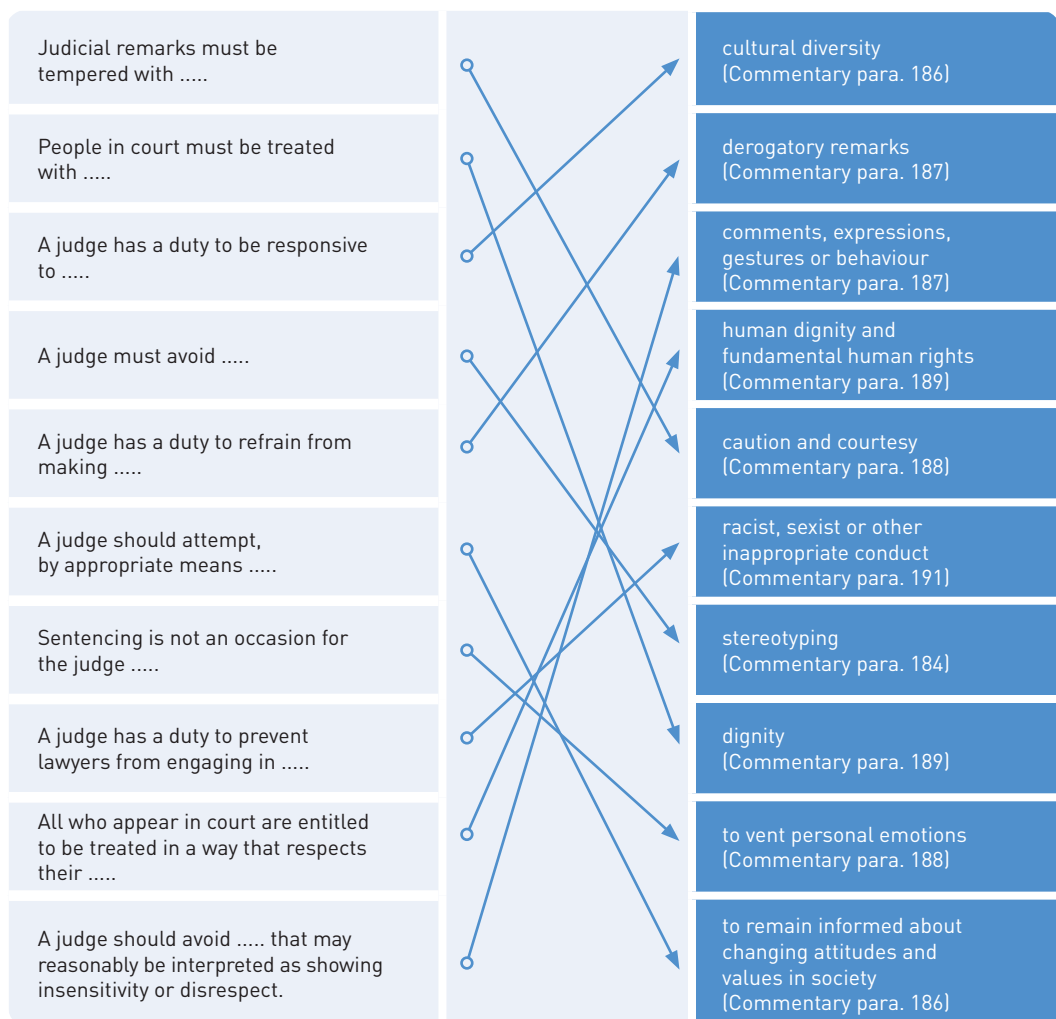 Judicial remarks must be
tempered with .....
cultural diversity
(Commentary para. 186)
People in court must be treated
with .....
derogatory remarks
(Commentary para. 187)
A judge has a duty to be responsive
to .....
comments, expressions,
gestures or behaviour
(Commentary para. 187)
A judge must avoid .....
human dignity and
fundamental human rights
(Commentary para. 189)
A judge has a duty to refrain from
making .....
caution and courtesy
(Commentary para. 188)
A judge should attempt,
by appropriate means .....
racist, sexist or other
inappropriate conduct
(Commentary para. 191)
Sentencing is not an occasion for
the judge .....
stereotyping
(Commentary para. 184)
A judge has a duty to prevent
lawyers from engaging in .....
dignity
(Commentary para. 189)
All who appear in court are entitled
to be treated in a way that respects
their .....
to vent personal emotions
(Commentary para. 188)
A judge should avoid ..... that may
reasonably be interpreted as showing
insensitivity or disrespect.
to remain informed about
changing attitudes and
values in society
(Commentary para. 186)